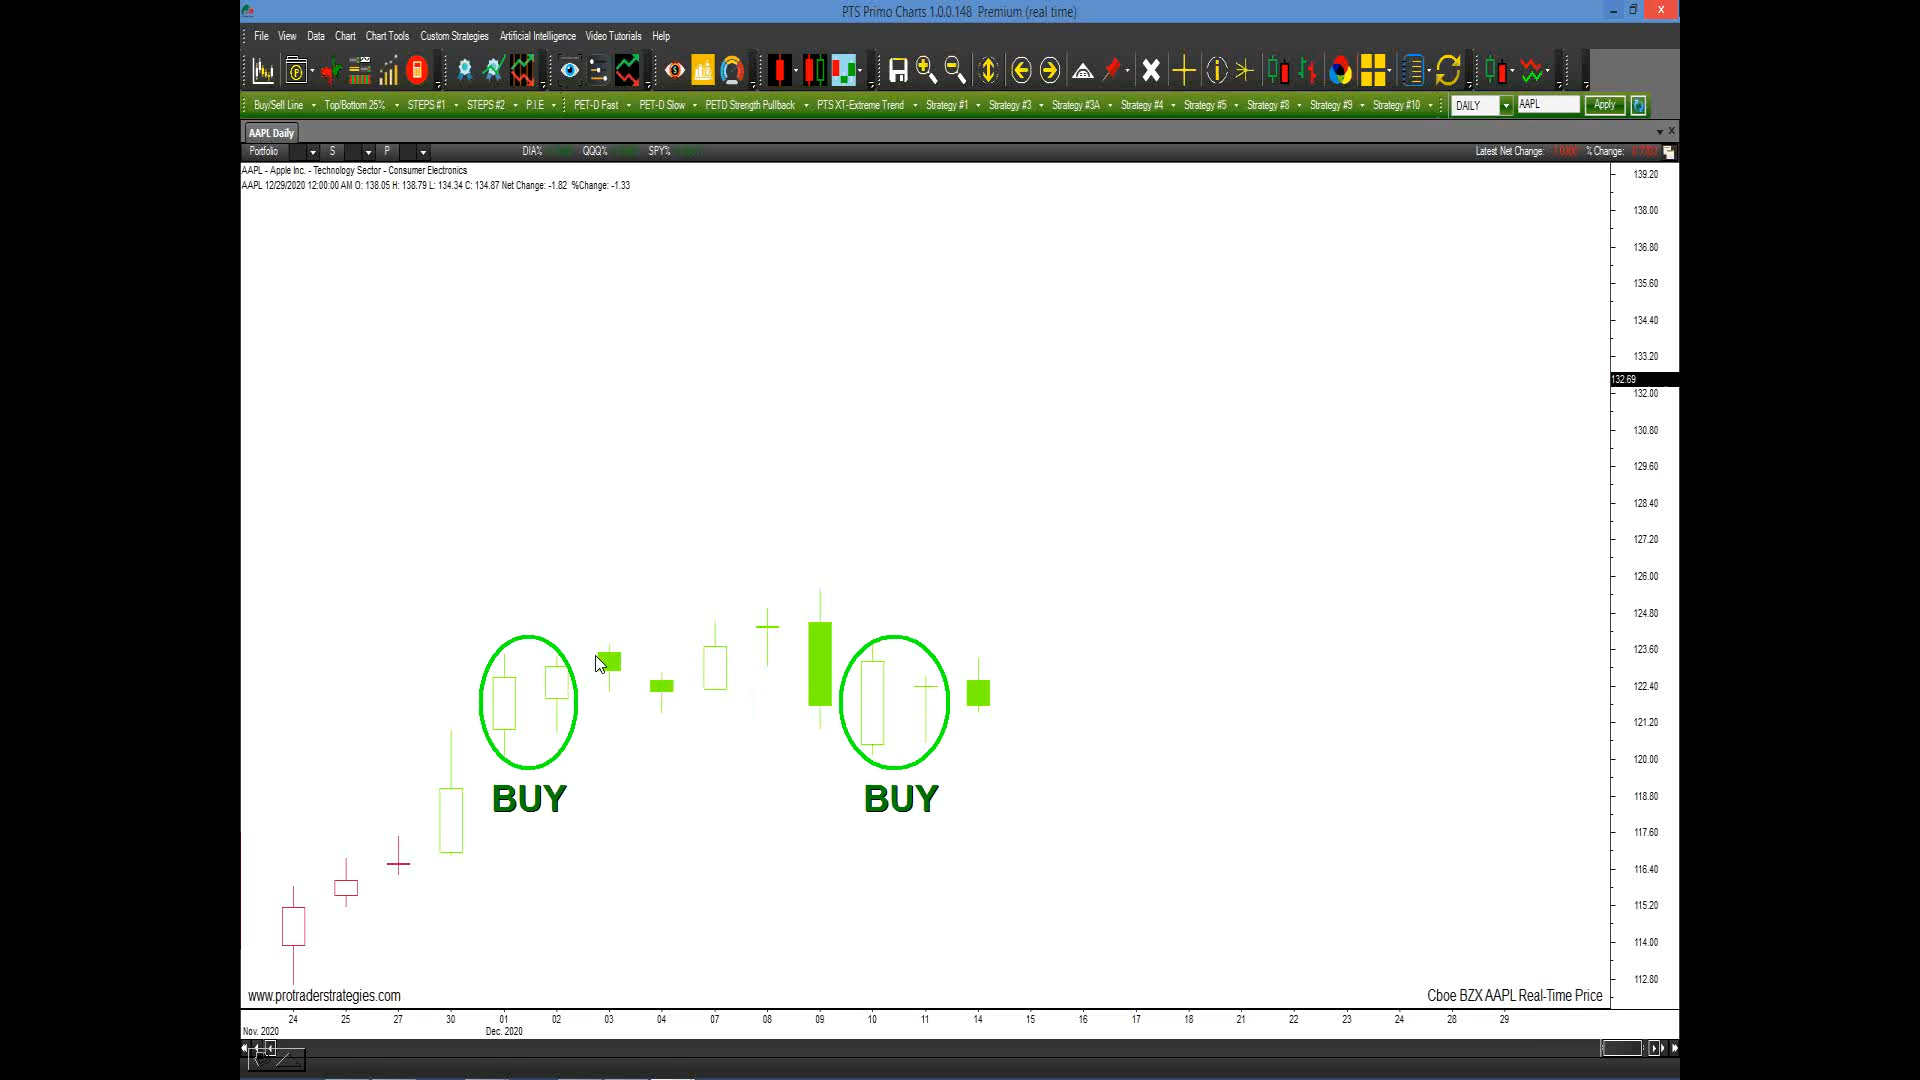 PTS Primo Charts 1.0.0.148 Premium (real time)
File View Data Chart Chart Tools Custom Strategies Artificial Intelligence Video Tutorials Help
Buy/Sell Line Top/Bottom 25% STEPS #1 STEPS #2 P.I.E PET-D Fast PET-D Slow PETD Strength Pullback PTS XT-Extreme Trend Strategy #1 Strategy #3 Strategy #3A Strategy #4 Strategy #5 Strategy #8 Strategy #9 Strategy #10 DAILY AAPL Apply
AAPL Daily
Portfolio S P DIA% QQQ% SPY% Latest Net Change: % Change:
AAPL - Apple Inc. - Technology Sector - Consumer Electronics
AAPL 12/29/2020 12:00:00 AM O: 138.05 H: 138.79 L: 134.34 C: 134.87 Net Change: -1.82 %Change: -1.33
139.20
138.00
136.80
135.60
134.40
133.20
132.69
132.00
130.80
129.60
128.40
127.20
126.00
124.80
123.60
122.40
121.20
120.00
118.80
117.60
116.40
115.20
114.00
112.80
BUY BUY
www.protraderstrategies.com Cboe BZX AAPL Real-Time Price
24 25 27 30 01 02 03 04 07 08 09 10 11 14 15 16 17 18 21 22 23 24 28 29
Nov. 2020 Dec. 2020